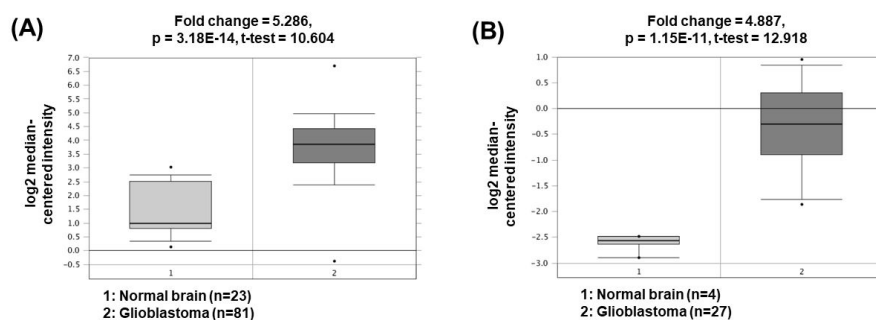 (A)
Fold change = 5.286,
p = 3.18E-14, t-test = 10.604
log2 median-
centered intensity
7.0
6.5
6.0
5.5
5.0
4.5
4.0
3.5
3.0
2.5
2.0
1.5
1.0
0.5
0.0
-0.5
1
2
1: Normal brain (n=23)
2: Glioblastoma (n=81)
(B)
Fold change = 4.887,
p = 1.15E-11, t-test = 12.918
log2 median-
centered intensity
1.0
0.5
0.0
-0.5
-1.0
-1.5
-2.0
-2.5
-3.0
1
2
1: Normal brain (n=4)
2: Glioblastoma (n=27)